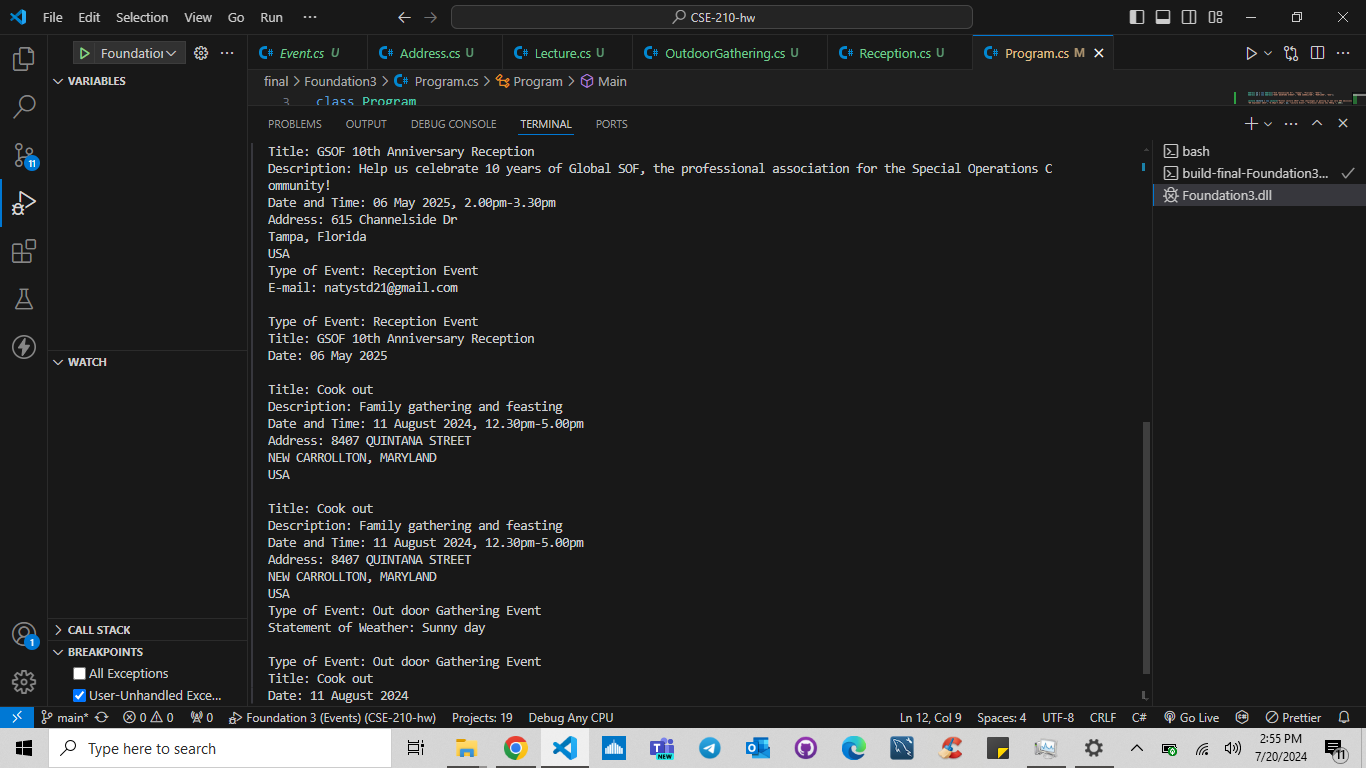 File Edit Selection View Go Run ··· CSE-210-hw
Foundation ···
Event.cs U Address.cs U Lecture.cs U OutdoorGathering.cs U Reception.cs U Program.cs M
VARIABLES
final > Foundation3 > Program.cs > Program > Main
3 class Program
PROBLEMS OUTPUT DEBUG CONSOLE TERMINAL PORTS
Title: GSOF 10th Anniversary Reception
Description: Help us celebrate 10 years of Global SOF, the professional association for the Special Operations C
ommunity!
Date and Time: 06 May 2025, 2.00pm-3.30pm
Address: 615 Channelside Dr
Tampa, Florida
USA
Type of Event: Reception Event
E-mail: natystd21@gmail.com
Type of Event: Reception Event
Title: GSOF 10th Anniversary Reception
Date: 06 May 2025
Title: Cook out
Description: Family gathering and feasting
Date and Time: 11 August 2024, 12.30pm-5.00pm
Address: 8407 QUINTANA STREET
NEW CARROLLTON, MARYLAND
USA
Title: Cook out
Description: Family gathering and feasting
Date and Time: 11 August 2024, 12.30pm-5.00pm
Address: 8407 QUINTANA STREET
NEW CARROLLTON, MARYLAND
USA
Type of Event: Out door Gathering Event
Statement of Weather: Sunny day
Type of Event: Out door Gathering Event
Title: Cook out
Date: 11 August 2024
bash
build-final-Foundation3...
Foundation3.dll
11
WATCH
CALL STACK
BREAKPOINTS
All Exceptions
User-Unhandled Exce...
1
main* 0 0 0 Foundation 3 (Events) (CSE-210-hw) Projects: 19 Debug Any CPU Ln 12, Col 9 Spaces: 4 UTF-8 CRLF C# Go Live Prettier
Type here to search
NEW
2:55 PM
7/20/2024
11